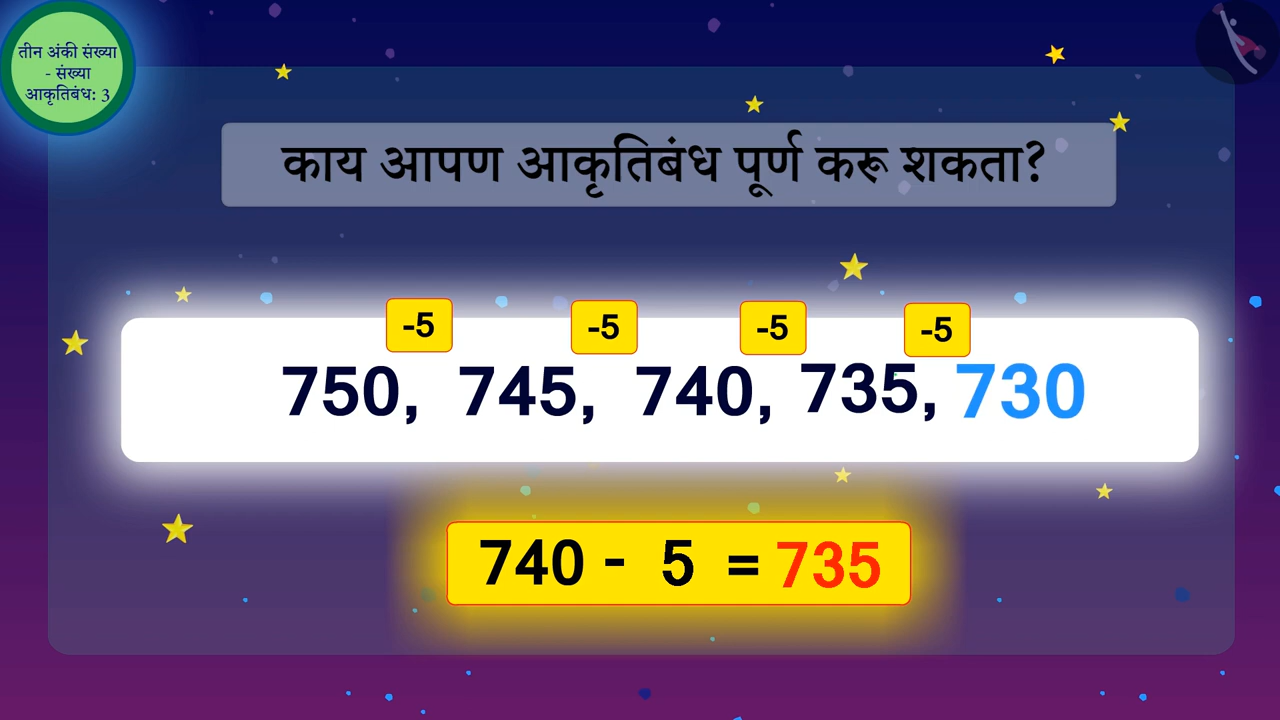 तीन अंकी संख्या
- संख्या
आकृतिबंध: 3
काय आपण आकृतिबंध पूर्ण करू शकता?
-5 -5 -5 -5
750, 745, 740, 735, 730
740 - 5 = 735